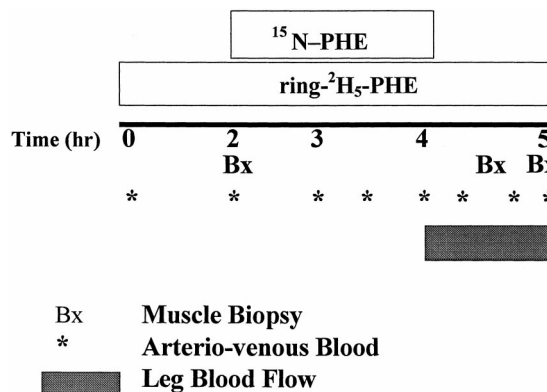 ¹⁵N–PHE
ring-²H₅-PHE
Time (hr) 0 2 3 4 5
Bx Bx Bx
* * * * * * * *
Bx Muscle Biopsy
* Arterio-venous Blood
Leg Blood Flow